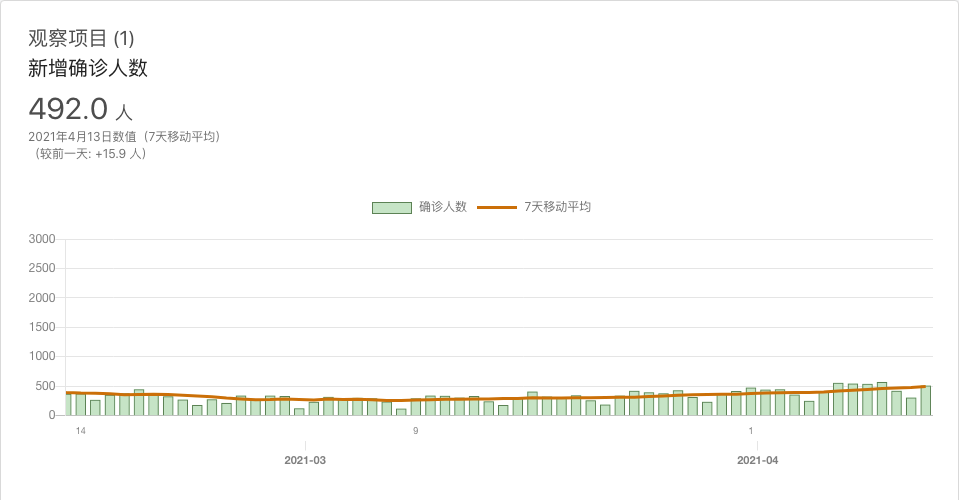 观察项目 (1)
新增确诊人数
492.0 人
2021年4月13日数值（7天移动平均）
（较前一天: +15.9 人）
确诊人数 7天移动平均
3000
2500
2000
1500
1000
500
0
14 9 1
2021-03 2021-04